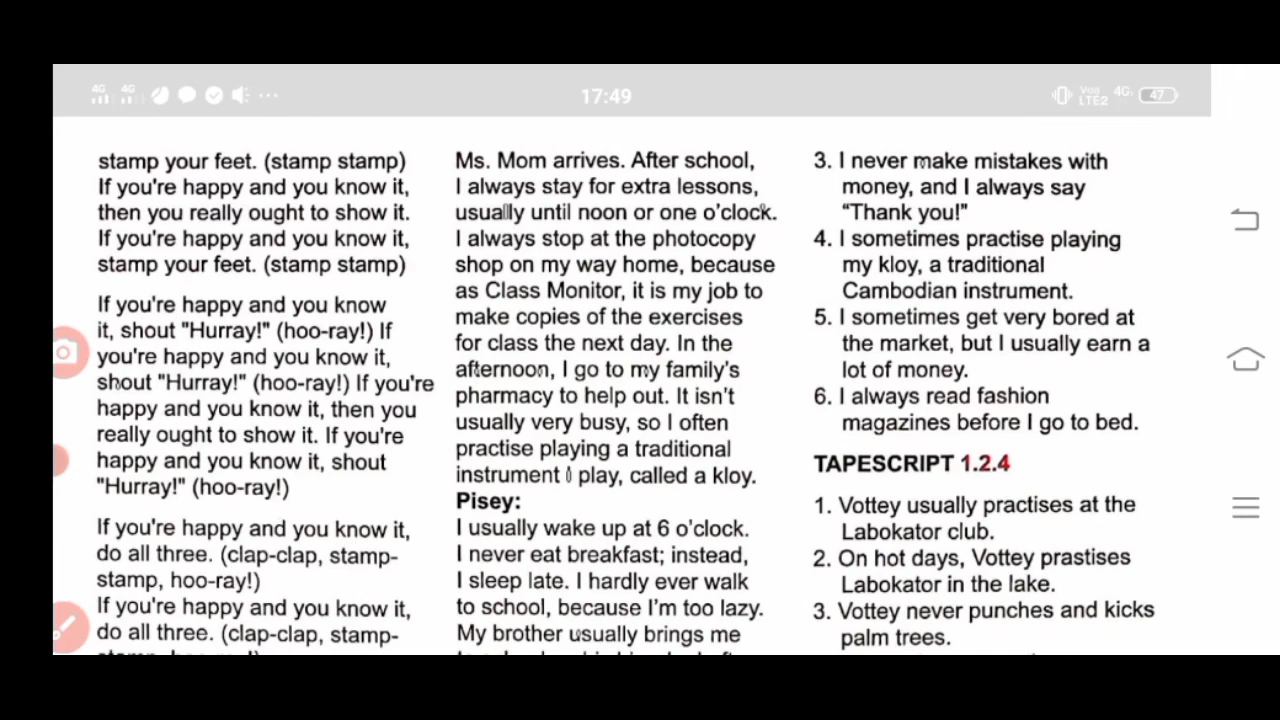 4G 4G 17:49 Voo LTE2 4G 47
stamp your feet. (stamp stamp)
If you're happy and you know it,
then you really ought to show it.
If you're happy and you know it,
stamp your feet. (stamp stamp)
If you're happy and you know
it, shout "Hurray!" (hoo-ray!) If
you're happy and you know it,
shout "Hurray!" (hoo-ray!) If you're
happy and you know it, then you
really ought to show it. If you're
happy and you know it, shout
"Hurray!" (hoo-ray!)
If you're happy and you know it,
do all three. (clap-clap, stamp-
stamp, hoo-ray!)
If you're happy and you know it,
do all three. (clap-clap, stamp-
Ms. Mom arrives. After school,
I always stay for extra lessons,
usually until noon or one o’clock.
I always stop at the photocopy
shop on my way home, because
as Class Monitor, it is my job to
make copies of the exercises
for class the next day. In the
afternoon, I go to my family’s
pharmacy to help out. It isn’t
usually very busy, so I often
practise playing a traditional
instrument I play, called a kloy.
Pisey:
I usually wake up at 6 o’clock.
I never eat breakfast; instead,
I sleep late. I hardly ever walk
to school, because I’m too lazy.
My brother usually brings me
3. I never make mistakes with
money, and I always say
“Thank you!”
4. I sometimes practise playing
my kloy, a traditional
Cambodian instrument.
5. I sometimes get very bored at
the market, but I usually earn a
lot of money.
6. I always read fashion
magazines before I go to bed.
TAPESCRIPT 1.2.4
1. Vottey usually practises at the
Labokator club.
2. On hot days, Vottey prastises
Labokator in the lake.
3. Vottey never punches and kicks
palm trees.